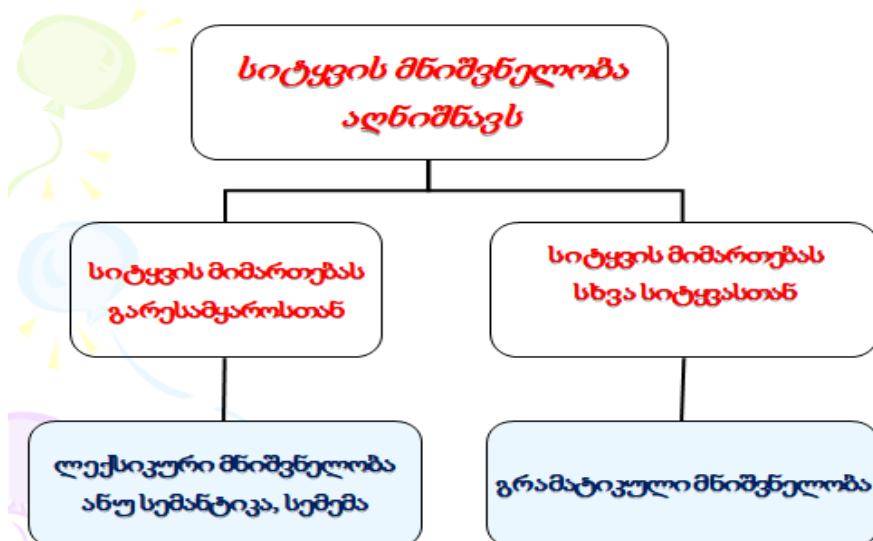 სიტყვის მნიშვნელობა
აღნიშნავს
სიტყვის მიმართებას
გარესამყაროსთან
სიტყვის მიმართებას
სხვა სიტყვასთან
ლექსიკური მნიშვნელობა
ანუ სემანტიკა, სემემა
გრამატიკული მნიშვნელობა